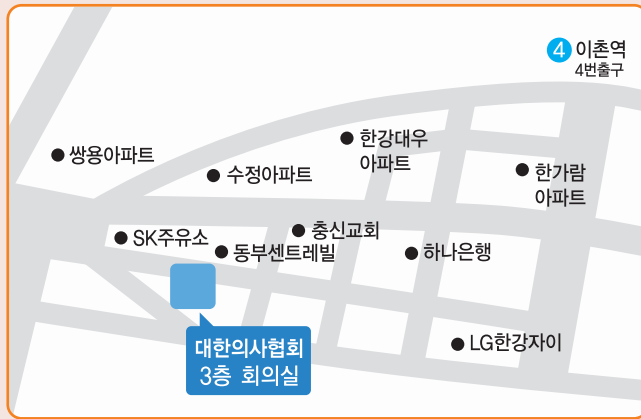 4 이촌역
4번출구
한강대우
아파트
쌍용아파트
수정아파트
한가람
아파트
충신교회
SK주유소
동부센트레빌
하나은행
대한의사협회
3층 회의실
LG한강자이